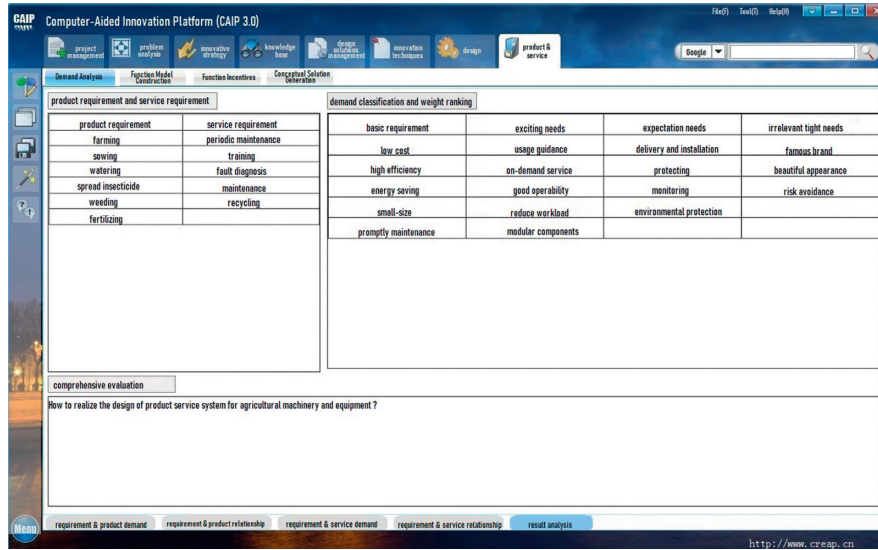 CAIP
Computer-Aided Innovation Platform (CAIP 3.0)
File(F) Tool(T) Help(H)
project management
problem analysis
innovative strategy
knowledge base
design solutions management
innovation techniques
design
product & service
Google
Demand Analysis
Function Model Construction
Function Incentives
Conceptual Solution Generation
product requirement and service requirement
demand classification and weight ranking
product requirement service requirement
farming periodic maintenance
sowing training
watering fault diagnosis
spread insecticide maintenance
weeding recycling
fertilizing
basic requirement exciting needs expectation needs irrelevant tight needs
low cost usage guidance delivery and installation famous brand
high efficiency on-demand service protecting beautiful appearance
energy saving good operability monitoring risk avoidance
small-size reduce workload environmental protection
promptly maintenance modular components
comprehensive evaluation
How to realize the design of product service system for agricultural machinery and equipment ?
Menu
requirement & product demand
requirement & product relationship
requirement & service demand
requirement & service relationship
result analysis
http://www.creap.cn